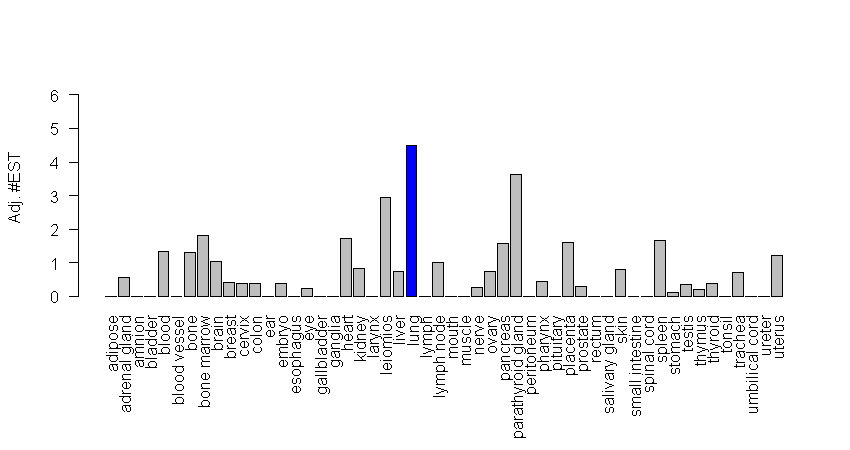 6
5
4
3
2
1
0
Adj. #EST
adipose
adrenal gland
amnion
bladder
blood
blood vessel
bone
bone marrow
brain
breast
cervix
colon
ear
embryo
esophagus
eye
gallbladder
ganglia
heart
kidney
larynx
leiomios
liver
lung
lymph
lymph node
mouth
muscle
nerve
ovary
pancreas
parathyroid gland
peritoneum
pharynx
pituitary
placenta
prostate
rectum
salivary gland
skin
small intestine
spinal cord
spleen
stomach
testis
thymus
thyroid
tonsil
trachea
umbilical cord
ureter
uterus